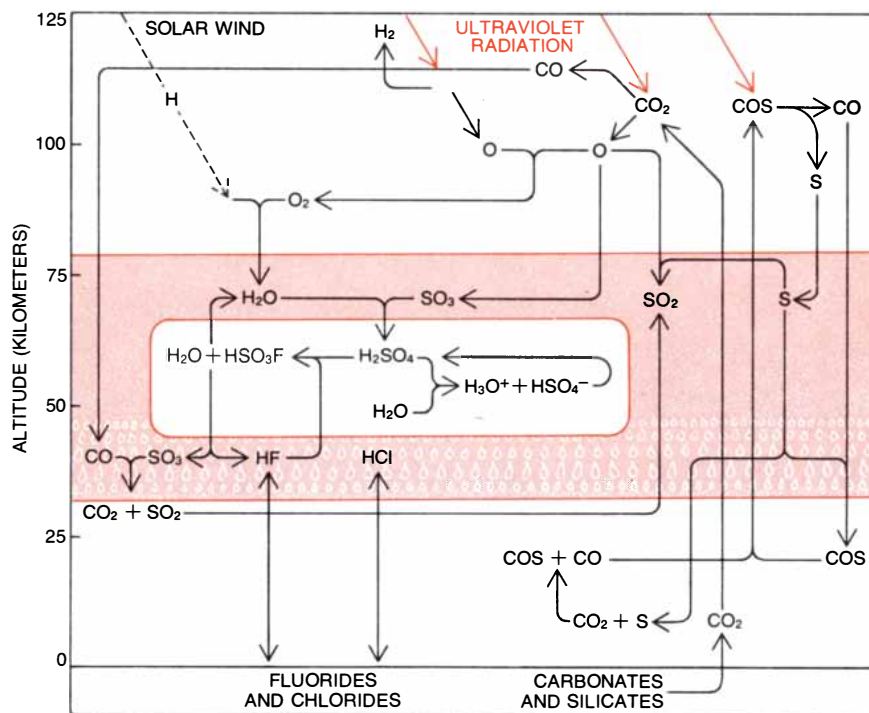 125
SOLAR WIND
H₂
ULTRAVIOLET
RADIATION
CO
H
CO₂
COS
CO
100
O
O
S
O₂
75
H₂O
SO₃
SO₂
S
H₂O + HSO₃F
H₂SO₄
H₃O⁺ + HSO₄⁻
H₂O
50
CO
SO₃
HF
HCl
CO₂ + SO₂
25
COS + CO
COS
CO₂ + S
CO₂
0
FLUORIDES
AND CHLORIDES
CARBONATES
AND SILICATES
ALTITUDE (KILOMETERS)